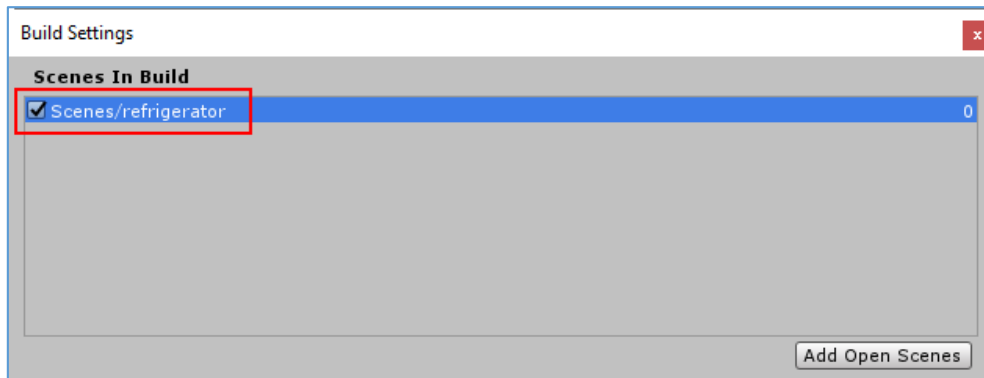 Build Settings
x
Scenes In Build
Scenes/refrigerator 0
Add Open Scenes